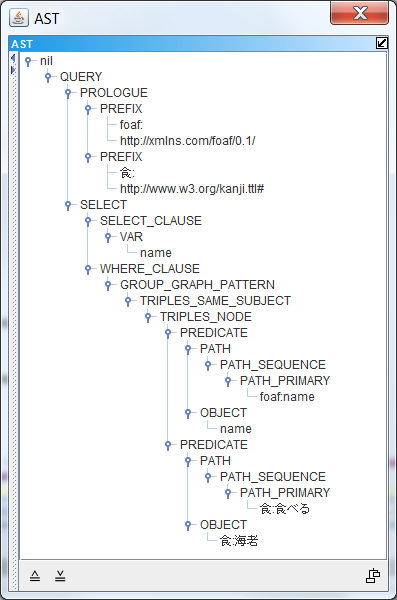 AST
AST
nil
QUERY
PROLOGUE
PREFIX
foaf:
http://xmlns.com/foaf/0.1/
PREFIX
食:
http://www.w3.org/kanji.ttl#
SELECT
SELECT_CLAUSE
VAR
name
WHERE_CLAUSE
GROUP_GRAPH_PATTERN
TRIPLES_SAME_SUBJECT
TRIPLES_NODE
PREDICATE
PATH
PATH_SEQUENCE
PATH_PRIMARY
foaf:name
OBJECT
name
PREDICATE
PATH
PATH_SEQUENCE
PATH_PRIMARY
食:食べる
OBJECT
食:海老